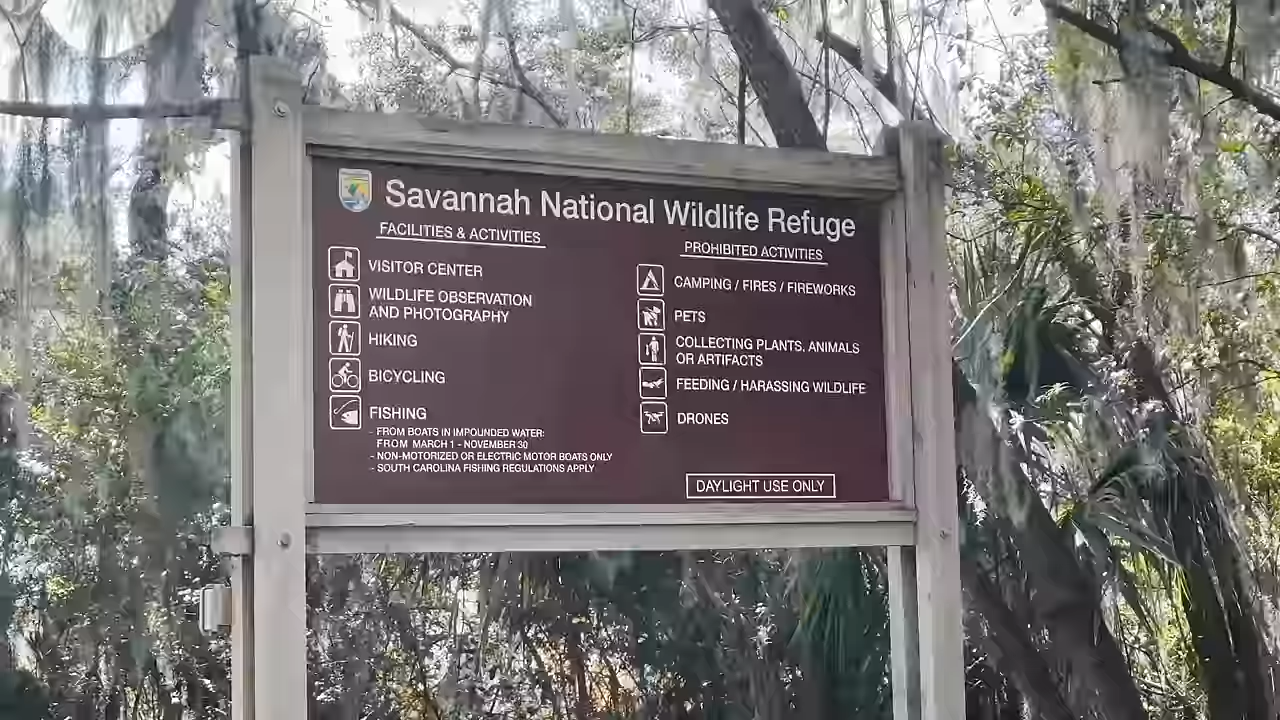 Savannah National Wildlife Refuge
FACILITIES & ACTIVITIES
VISITOR CENTER
WILDLIFE OBSERVATION
AND PHOTOGRAPHY
HIKING
BICYCLING
FISHING
- FROM BOATS IN IMPOUNDED WATER:
FROM MARCH 1 - NOVEMBER 30
- NON-MOTORIZED OR ELECTRIC MOTOR BOATS ONLY
- SOUTH CAROLINA FISHING REGULATIONS APPLY
PROHIBITED ACTIVITIES
CAMPING / FIRES / FIREWORKS
PETS
COLLECTING PLANTS, ANIMALS
OR ARTIFACTS
FEEDING / HARASSING WILDLIFE
DRONES
DAYLIGHT USE ONLY